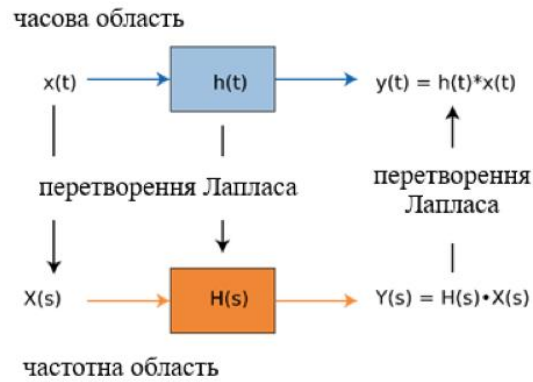 часова область
x(t)
h(t)
y(t) = h(t)*x(t)
перетворення Лапласа
перетворення
Лапласа
X(s)
H(s)
Y(s) = H(s)•X(s)
частотна область